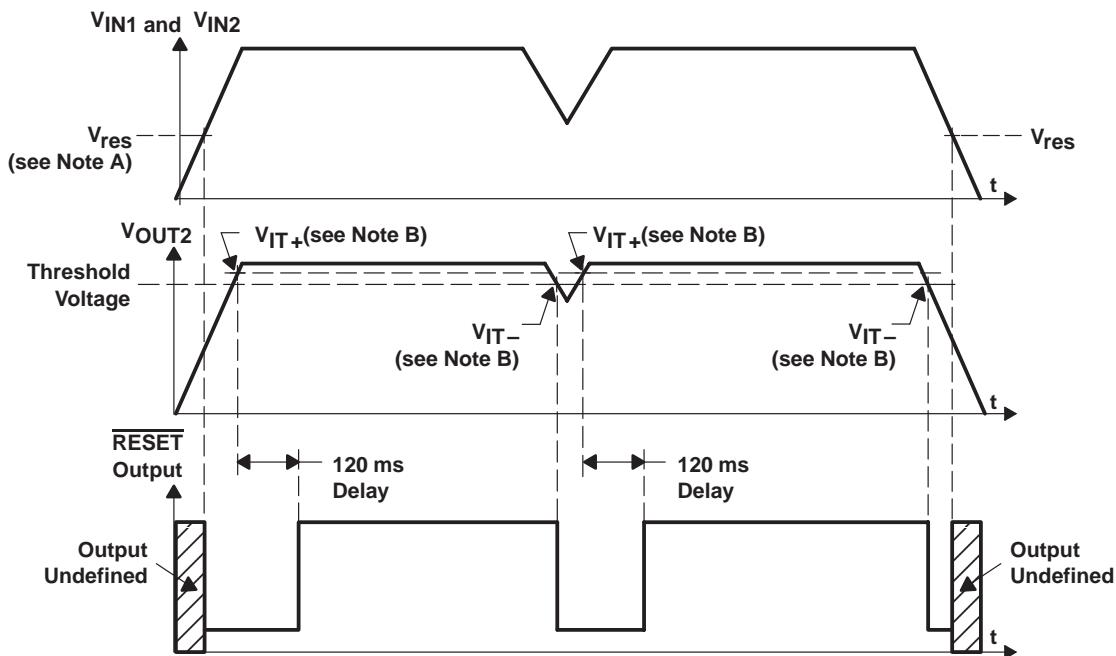 VIN1 and VIN2
Vres
(see Note A)
Vres
t
VOUT2
VIT+(see Note B)
VIT+(see Note B)
Threshold
Voltage
VIT−
(see Note B)
VIT−
(see Note B)
t
RESET
Output
120 ms
Delay
120 ms
Delay
Output
Undefined
Output
Undefined
t